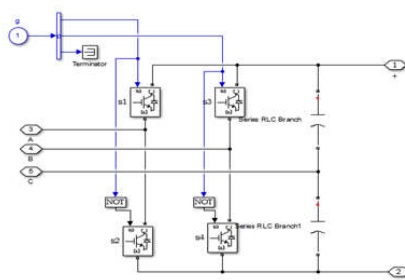 g
1
Terminator
s1
s3
1
+
Series RLC Branch
3
A
4
B
5
C
NOT
NOT
s2
s4
Series RLC Branch1
2